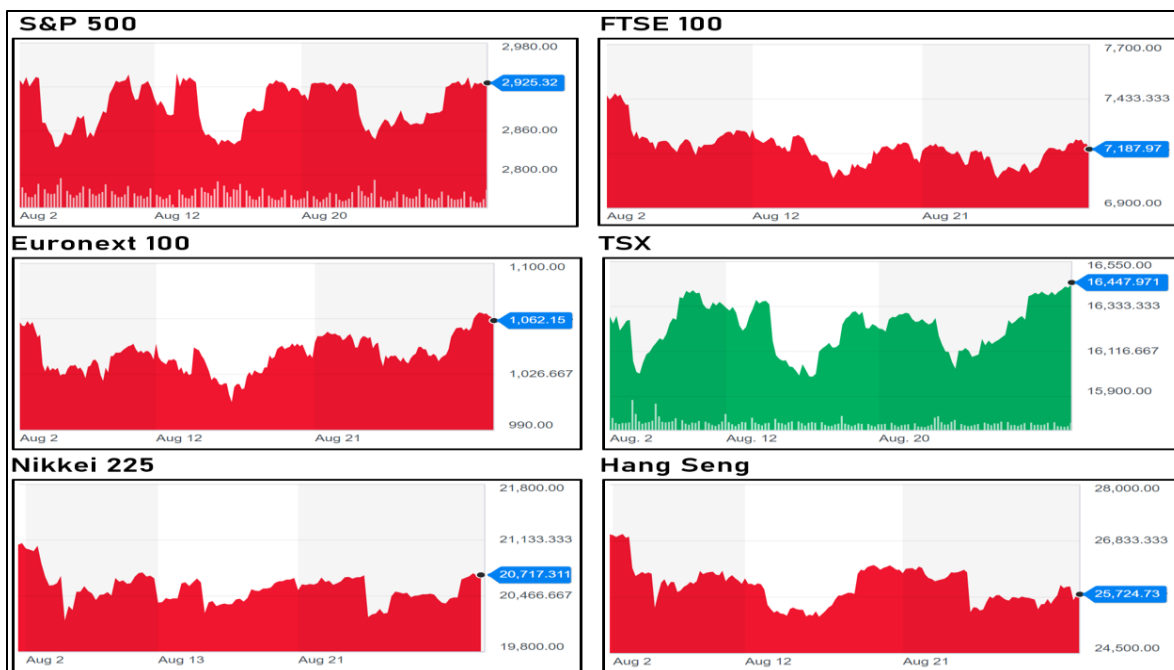 S&P 500
2,980.00
2,925.32
2,860.00
2,800.00
Aug 2 Aug 12 Aug 20
FTSE 100
7,700.00
7,433.333
7,187.97
6,900.00
Aug 2 Aug 12 Aug 21
Euronext 100
1,100.00
1,062.15
1,026.667
990.00
Aug 2 Aug 12 Aug 21
TSX
16,550.00
16,447.971
16,333.333
16,116.667
15,900.00
Aug. 2 Aug. 12 Aug. 20
Nikkei 225
21,800.00
21,133.333
20,717.311
20,466.667
19,800.00
Aug 2 Aug 13 Aug 21
Hang Seng
28,000.00
26,833.333
25,724.73
24,500.00
Aug 2 Aug 12 Aug 21